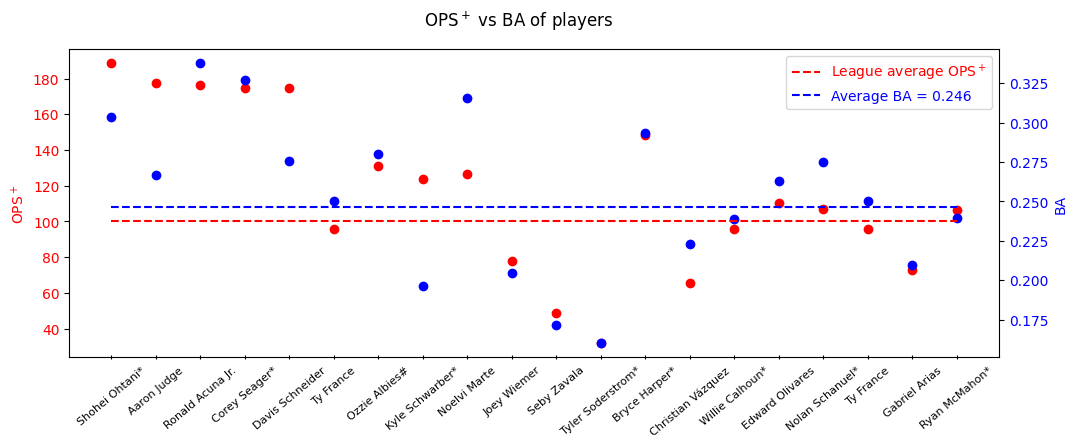 OPS+ vs BA of players
League average OPS+
Average BA = 0.246
OPS+
180
160
140
120
100
80
60
40
BA
0.325
0.300
0.275
0.250
0.225
0.200
0.175
Shohei Ohtani*
Aaron Judge
Ronald Acuna Jr.
Corey Seager*
Davis Schneider
Ty France
Ozzie Albies#
Kyle Schwarber*
Noelvi Marte
Joey Wiemer
Seby Zavala
Tyler Soderstrom*
Bryce Harper*
Christian Vázquez
Willie Calhoun*
Edward Olivares
Nolan Schanuel*
Ty France
Gabriel Arias
Ryan McMahon*